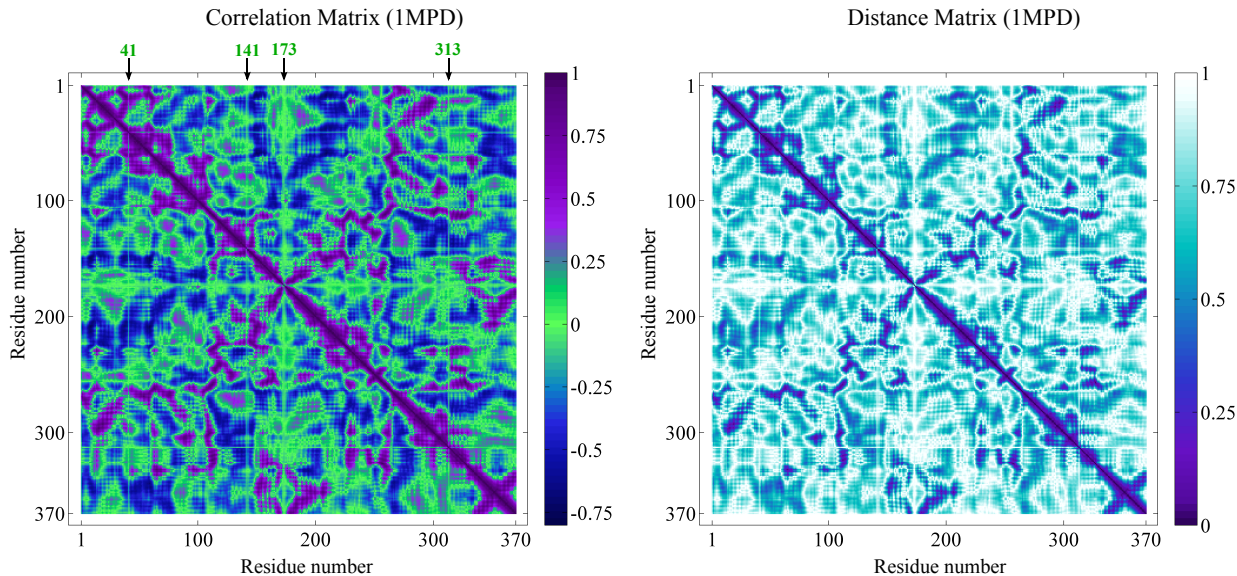 Correlation Matrix (1MPD)
41 141 173 313
1
100
200
300
370
Residue number
1 100 200 300 370
Residue number
1
0.75
0.5
0.25
0
-0.25
-0.5
-0.75
Distance Matrix (1MPD)
1
100
200
300
370
Residue number
1 100 200 300 370
Residue number
1
0.75
0.5
0.25
0